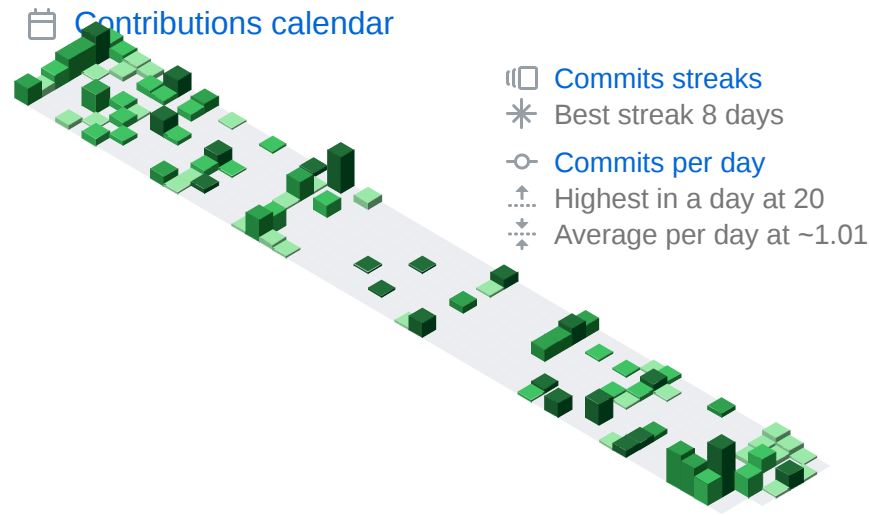 Contributions calendar
Commits streaks
Best streak 8 days
Commits per day
Highest in a day at 20
Average per day at ~1.01